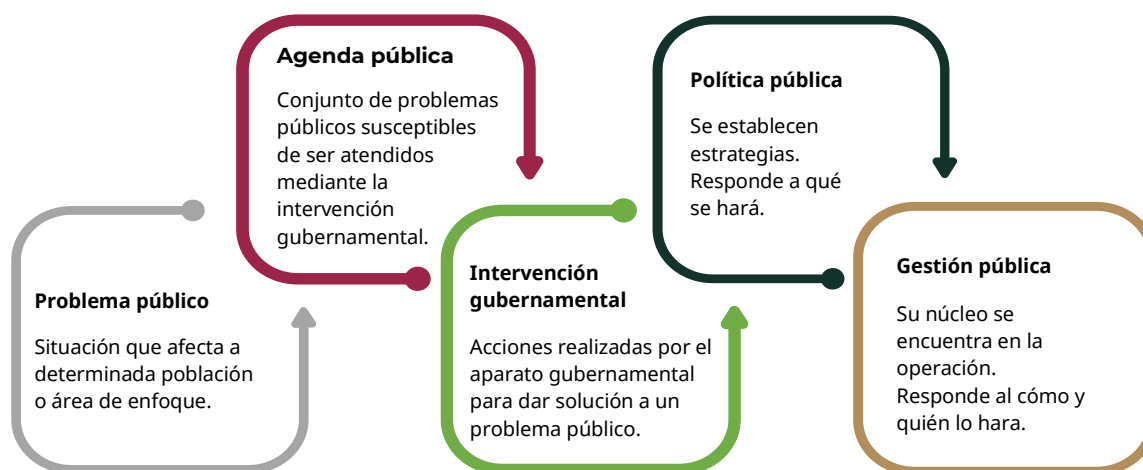 Problema público
Situación que afecta a
determinada población
o área de enfoque.
Agenda pública
Conjunto de problemas
públicos susceptibles
de ser atendidos
mediante la
intervención
gubernamental.
Intervención
gubernamental
Acciones realizadas por el
aparato gubernamental
para dar solución a un
problema público.
Política pública
Se establecen
estrategias.
Responde a qué
se hará.
Gestión pública
Su núcleo se
encuentra en la
operación.
Responde al cómo y
quién lo hara.